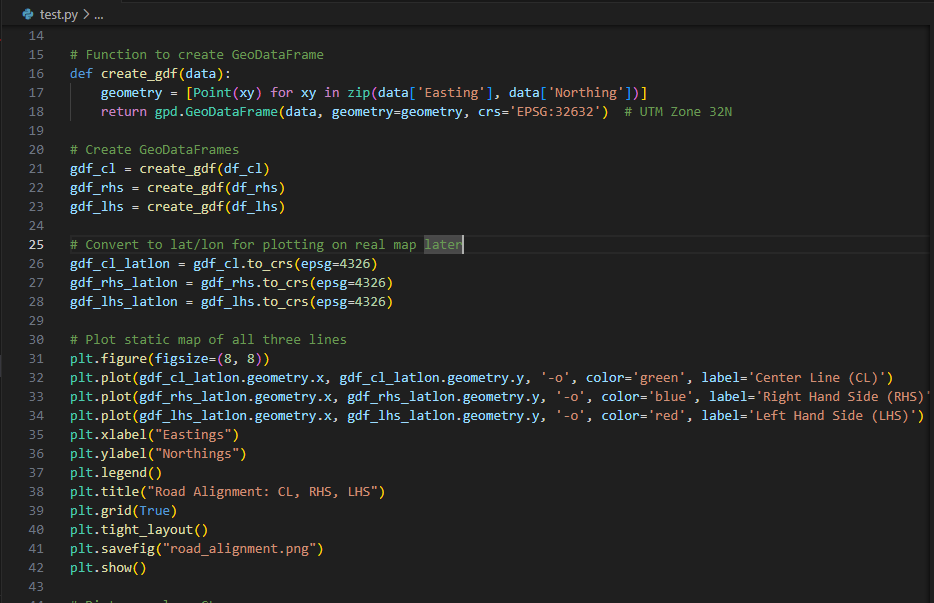 test.py > ...
14
15 # Function to create GeoDataFrame
16 def create_gdf(data):
17     geometry = [Point(xy) for xy in zip(data['Easting'], data['Northing'])]
18     return gpd.GeoDataFrame(data, geometry=geometry, crs='EPSG:32632')  # UTM Zone 32N
19
20 # Create GeoDataFrames
21 gdf_cl = create_gdf(df_cl)
22 gdf_rhs = create_gdf(df_rhs)
23 gdf_lhs = create_gdf(df_lhs)
24
25 # Convert to lat/lon for plotting on real map later
26 gdf_cl_latlon = gdf_cl.to_crs(epsg=4326)
27 gdf_rhs_latlon = gdf_rhs.to_crs(epsg=4326)
28 gdf_lhs_latlon = gdf_lhs.to_crs(epsg=4326)
29
30 # Plot static map of all three lines
31 plt.figure(figsize=(8, 8))
32 plt.plot(gdf_cl_latlon.geometry.x, gdf_cl_latlon.geometry.y, '-o', color='green', label='Center Line (CL)')
33 plt.plot(gdf_rhs_latlon.geometry.x, gdf_rhs_latlon.geometry.y, '-o', color='blue', label='Right Hand Side (RHS)'
34 plt.plot(gdf_lhs_latlon.geometry.x, gdf_lhs_latlon.geometry.y, '-o', color='red', label='Left Hand Side (LHS)')
35 plt.xlabel("Eastings")
36 plt.ylabel("Northings")
37 plt.legend()
38 plt.title("Road Alignment: CL, RHS, LHS")
39 plt.grid(True)
40 plt.tight_layout()
41 plt.savefig("road_alignment.png")
42 plt.show()
43